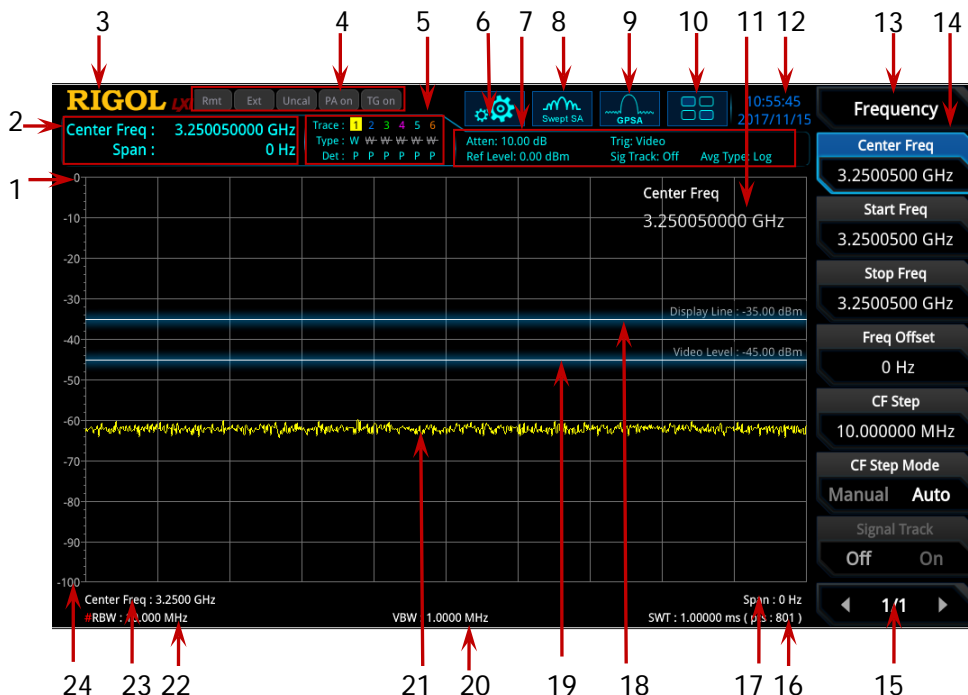 3 4 5 6 7 8 9 10 11 12 13 14
RIGOL
Rmt Ext Uncal PA on TG on
Swept SA
GPSA
10:55:45
2017/11/15
Frequency
2
Center Freq : 3.250050000 GHz
Span : 0 Hz
Trace : 1 2 3 4 5 6
Type : W W W W W W
Det : P P P P P P
Atten: 10.00 dB Trig: Video
Ref Level: 0.00 dBm Sig Track: Off Avg Type: Log
1
0
-10
-20
-30
-40
-50
-60
-70
-80
-90
-100
Center Freq
3.250050000 GHz
Display Line : -35.00 dBm
Video Level : -45.00 dBm
Center Freq
3.2500500 GHz
Start Freq
3.2500500 GHz
Stop Freq
3.2500500 GHz
Freq Offset
0 Hz
CF Step
10.000000 MHz
CF Step Mode
Manual Auto
Signal Track
Off On
1/1
Center Freq : 3.2500 GHz Span : 0 Hz
#RBW : 10.000 MHz VBW : 1.0000 MHz SWT : 1.00000 ms ( pts : 801 )
24 23 22 21 20 19 18 17 16 15